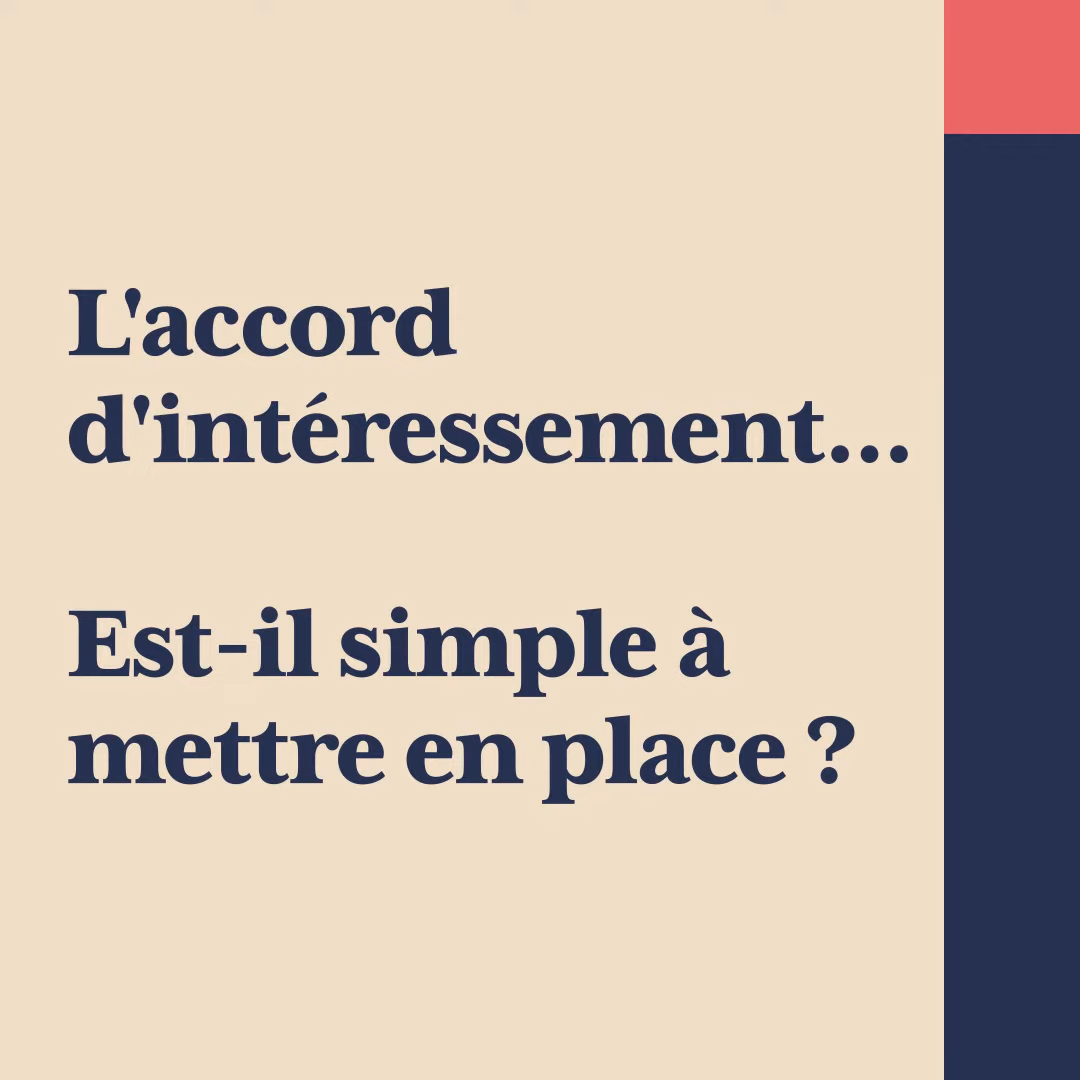 L'accord
d'intéressement...
Est-il simple à
mettre en place ?